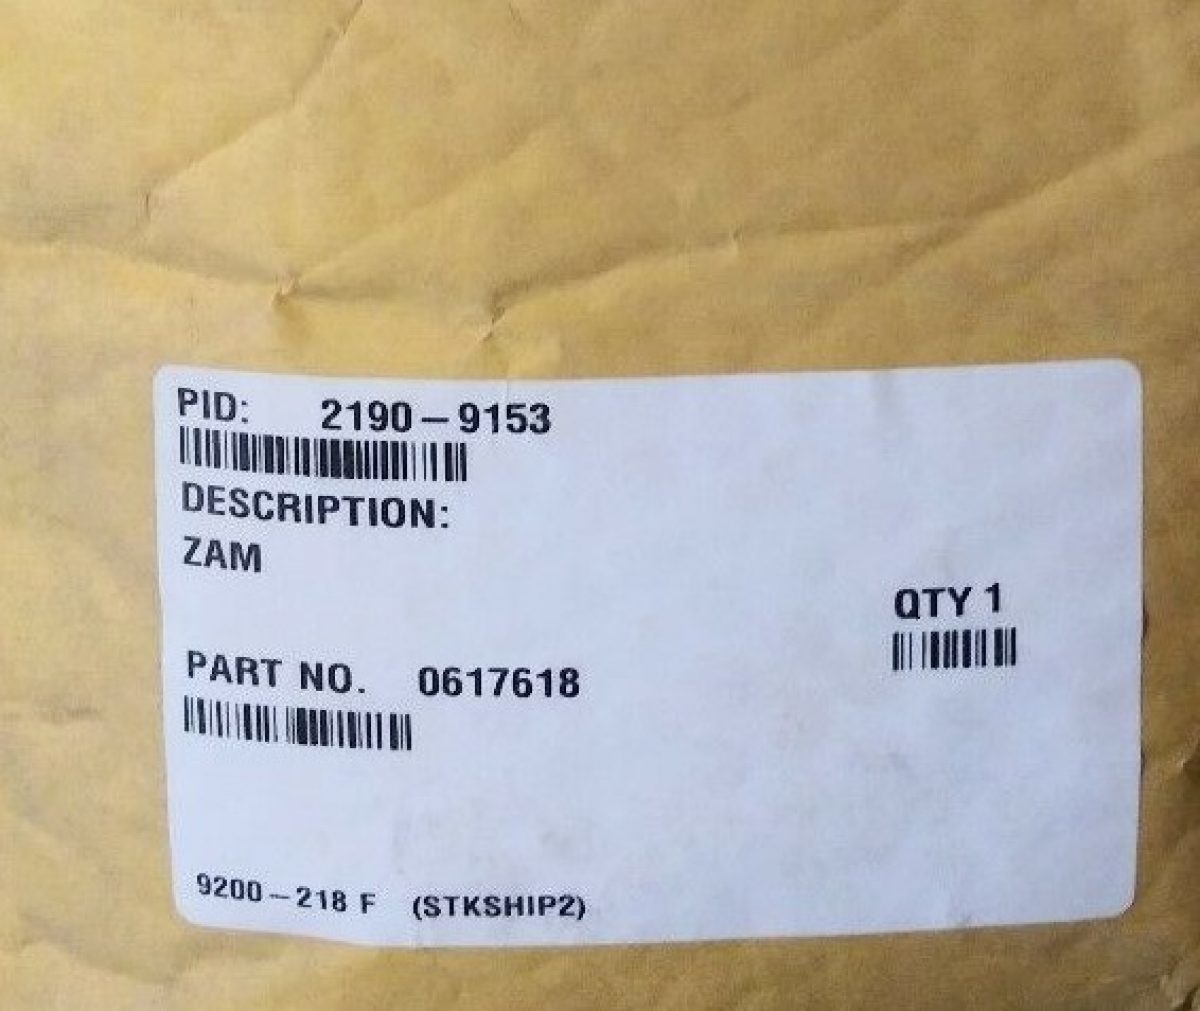 PID: 2190-9153
DESCRIPTION:
ZAM
QTY 1
PART NO. 0617618
9200-218 F (STKSHIP2)